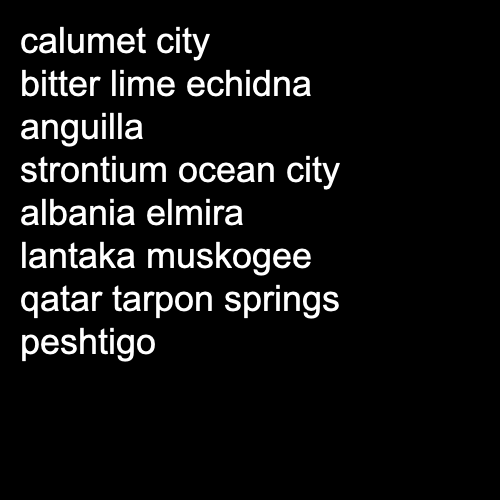 calumet city
bitter lime echidna
anguilla
strontium ocean city
albania elmira
lantaka muskogee
qatar tarpon springs
peshtigo